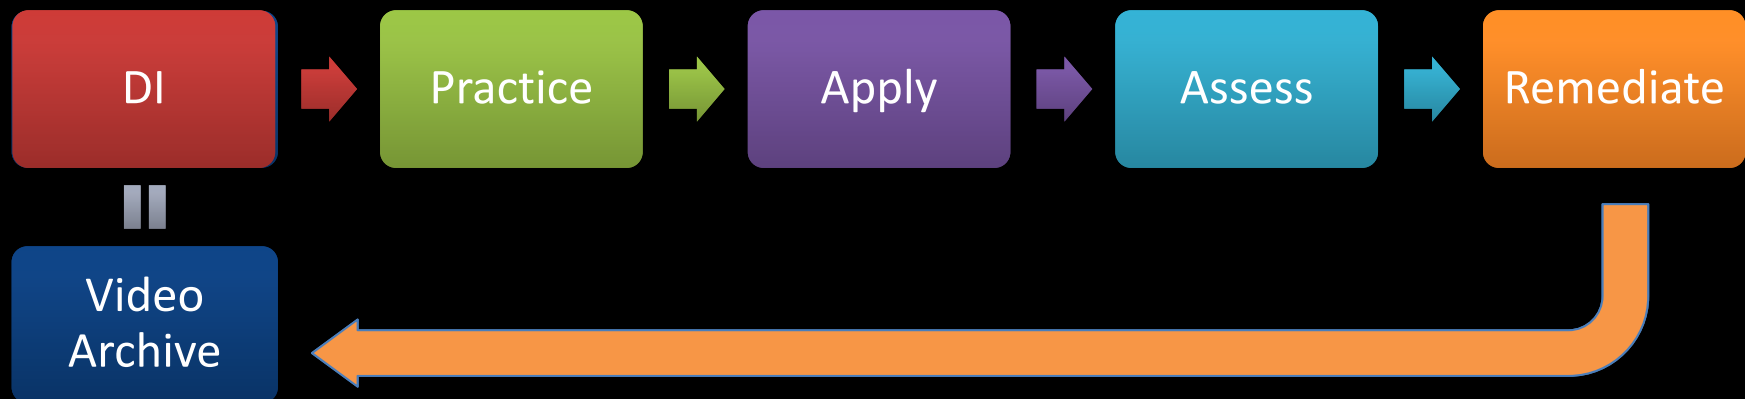 DI
Practice
Apply
Assess
Remediate
Video
Archive